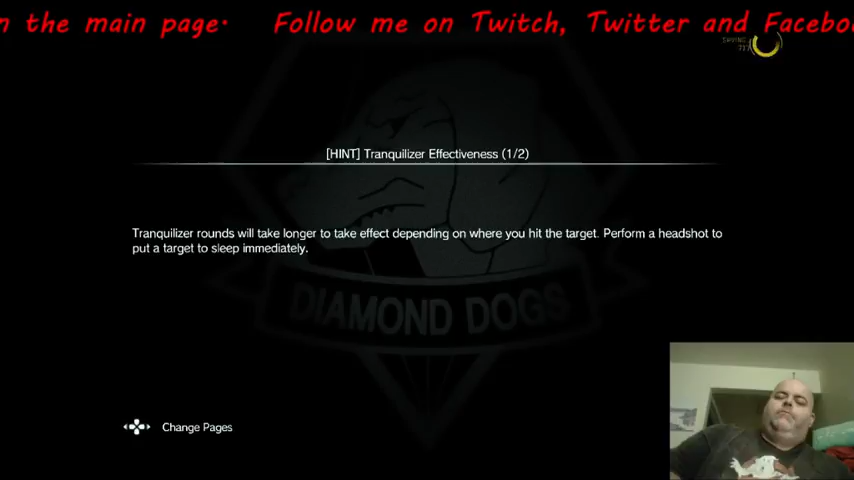 n the main page. Follow me on Twitch, Twitter and Facebo
[HINT] Tranquilizer Effectiveness (1/2)
Tranquilizer rounds will take longer to take effect depending on where you hit the target. Perform a headshot to
put a target to sleep immediately.
DIAMOND DOGS
Change Pages